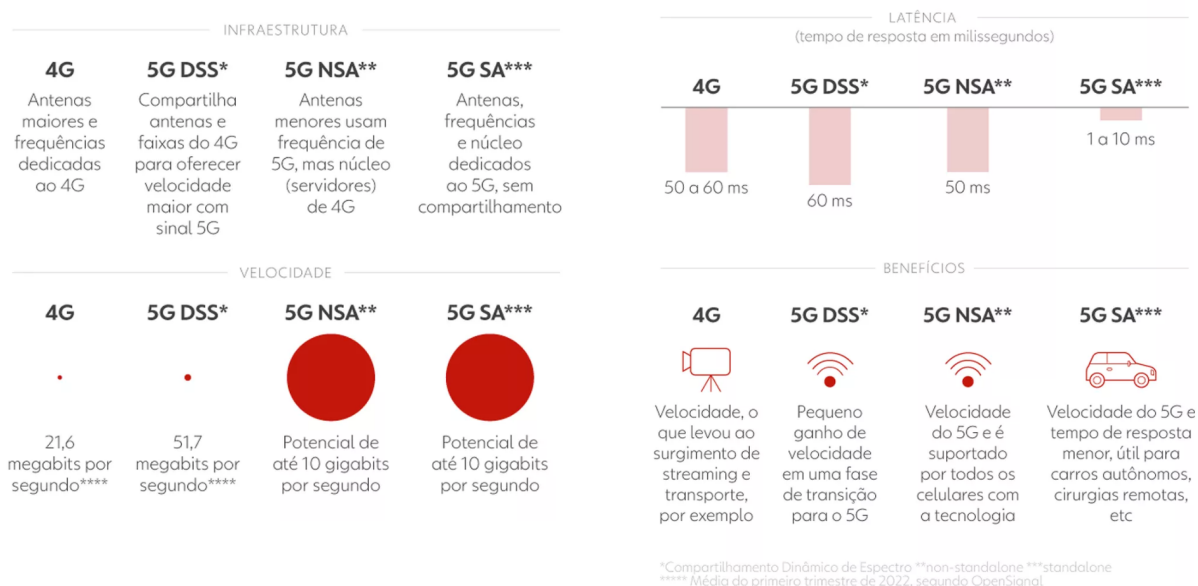 INFRAESTRUTURA
4G
Antenas
maiores e
frequências
dedicadas
ao 4G
5G DSS*
Compartilha
antenas e
faixas do 4G
para oferecer
velocidade
maior com
sinal 5G
5G NSA**
Antenas
menores usam
frequência de
5G, mas núcleo
(servidores)
de 4G
5G SA***
Antenas,
frequências
e núcleo
dedicados
ao 5G, sem
compartilhamento
VELOCIDADE
4G
21,6
megabits por
segundo****
5G DSS*
51,7
megabits por
segundo****
5G NSA**
Potencial de
até 10 gigabits
por segundo
5G SA***
Potencial de
até 10 gigabits
por segundo
LATÊNCIA
(tempo de resposta em milissegundos)
4G
50 a 60 ms
5G DSS*
60 ms
5G NSA**
50 ms
5G SA***
1 a 10 ms
BENEFÍCIOS
4G
Velocidade, o
que levou ao
surgimento de
streaming e
transporte,
por exemplo
5G DSS*
Pequeno
ganho de
velocidade
em uma fase
de transição
para o 5G
5G NSA**
Velocidade
do 5G e é
suportado
por todos os
celulares com
a tecnologia
5G SA***
Velocidade do 5G e
tempo de resposta
menor, útil para
carros autônomos,
cirurgias remotas,
etc
*Compartilhamento Dinâmico de Espectro **non-standalone ***standalone
***** Média do primeiro trimestre de 2022, segundo OpenSignal